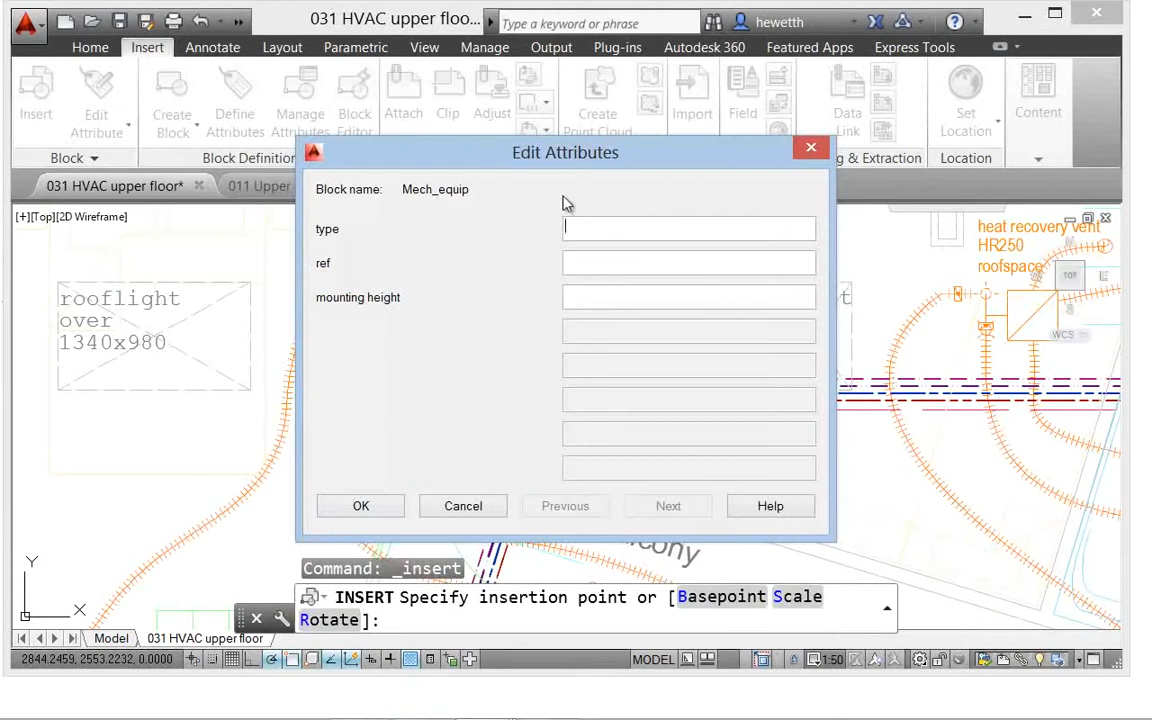 031 HVAC upper floo...
Type a keyword or phrase
hewetth
Home Insert Annotate Layout Parametric View Manage Output Plug-ins Autodesk 360 Featured Apps Express Tools
Insert
Edit
Attribute
Create
Block
Define
Attributes
Manage
Attributes
Block
Editor
Attach
Clip
Adjust
Create
Point Cloud
Import
Field
Data
Link
Set
Location
Content
Block
Block Definition
& Extraction
Location
031 HVAC upper floor*
011 Upper
[+][Top][2D Wireframe]
Edit Attributes
Block name: Mech_equip
type
ref
mounting height
OK Cancel Previous Next Help
rooflight
over
1340x980
heat recovery vent
HR250
roofspace
TOP
E
S
WCS
Y
X
Command: _insert
INSERT Specify insertion point or [Basepoint Scale
Rotate]:
Model
031 HVAC upper floor
2844.2459, 2553.2232, 0.0000
MODEL
1:50